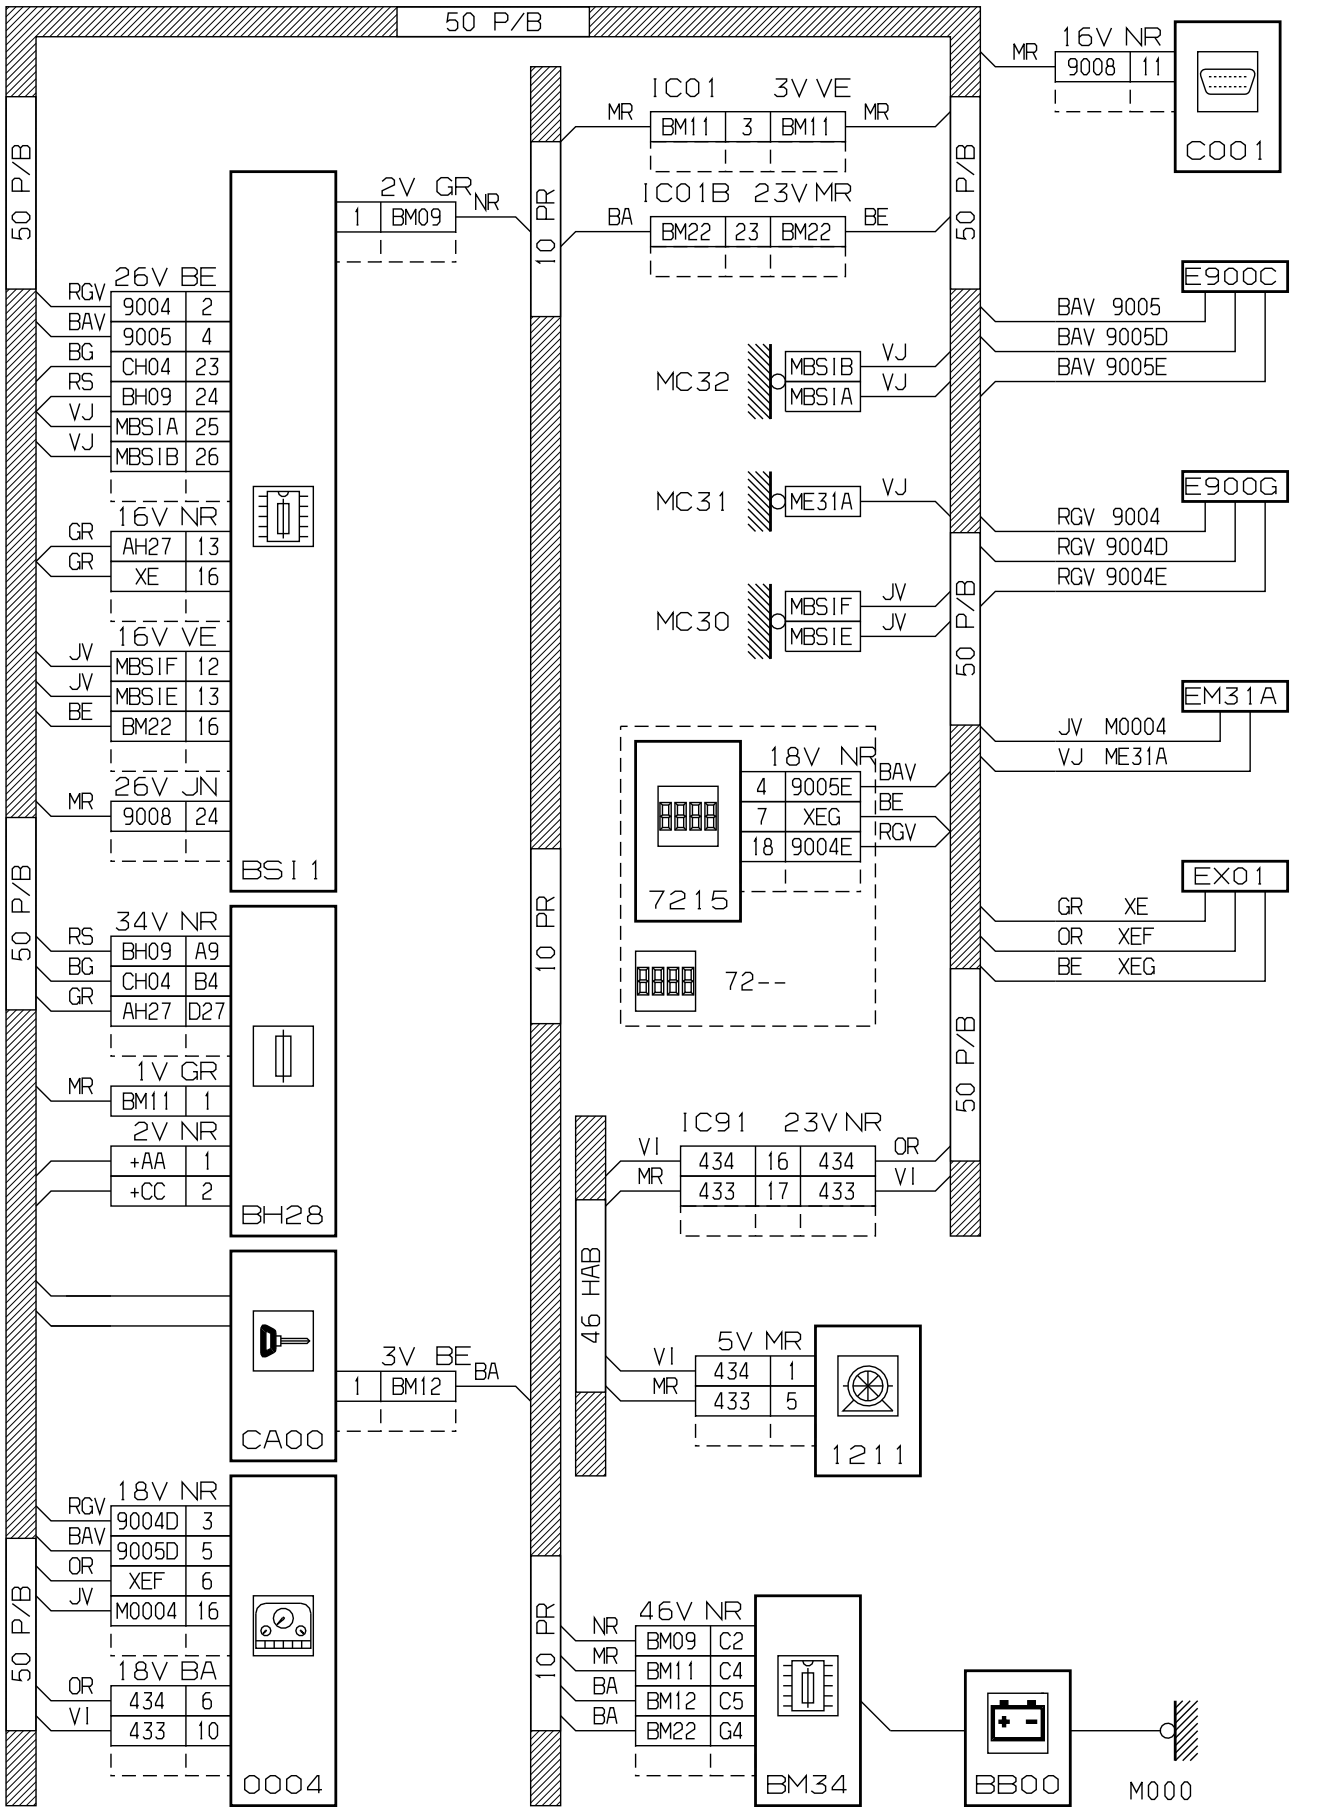 50 P/B
MR
16V NR
9008 11
C001
50 P/B
IC01 3V VE
MR BM11 3 BM11 MR
IC01B 23V MR
BA BM22 23 BM22 BE
50 P/B
10 PR
2V GR
1 BM09 NR
26V BE
RGV 9004 2
BAV 9005 4
BG CH04 23
RS BH09 24
VJ MBSIA 25
VJ MBSIB 26
16V NR
GR AH27 13
GR XE 16
16V VE
JV MBSIF 12
JV MBSIE 13
BE BM22 16
26V JN
MR 9008 24
BSI1
E900C
BAV 9005
BAV 9005D
BAV 9005E
MC32
MBSIB VJ
MBSIA VJ
MC31
ME31A VJ
E900G
RGV 9004
RGV 9004D
RGV 9004E
MC30
MBSIF JV
MBSIE JV
50 P/B
EM31A
JV M0004
VJ ME31A
18V NR
4 9005E BAV
7 XEG BE
18 9004E RGV
7215
72--
EX01
GR XE
OR XEF
BE XEG
50 P/B
10 PR
50 P/B
34V NR
RS BH09 A9
BG CH04 B4
GR AH27 D27
1V GR
MR BM11 1
2V NR
+AA 1
+CC 2
BH28
IC91 23V NR
VI 434 16 434 OR
MR 433 17 433 VI
46 HAB
5V MR
VI 434 1
MR 433 5
1211
3V BE
1 BM12 BA
CA00
18V NR
RGV 9004D 3
BAV 9005D 5
OR XEF 6
JV M0004 16
18V BA
OR 434 6
VI 433 10
0004
50 P/B
10 PR
46V NR
NR BM09 C2
MR BM11 C4
BA BM12 C5
BA BM22 G4
BM34
+ -
BB00
M000